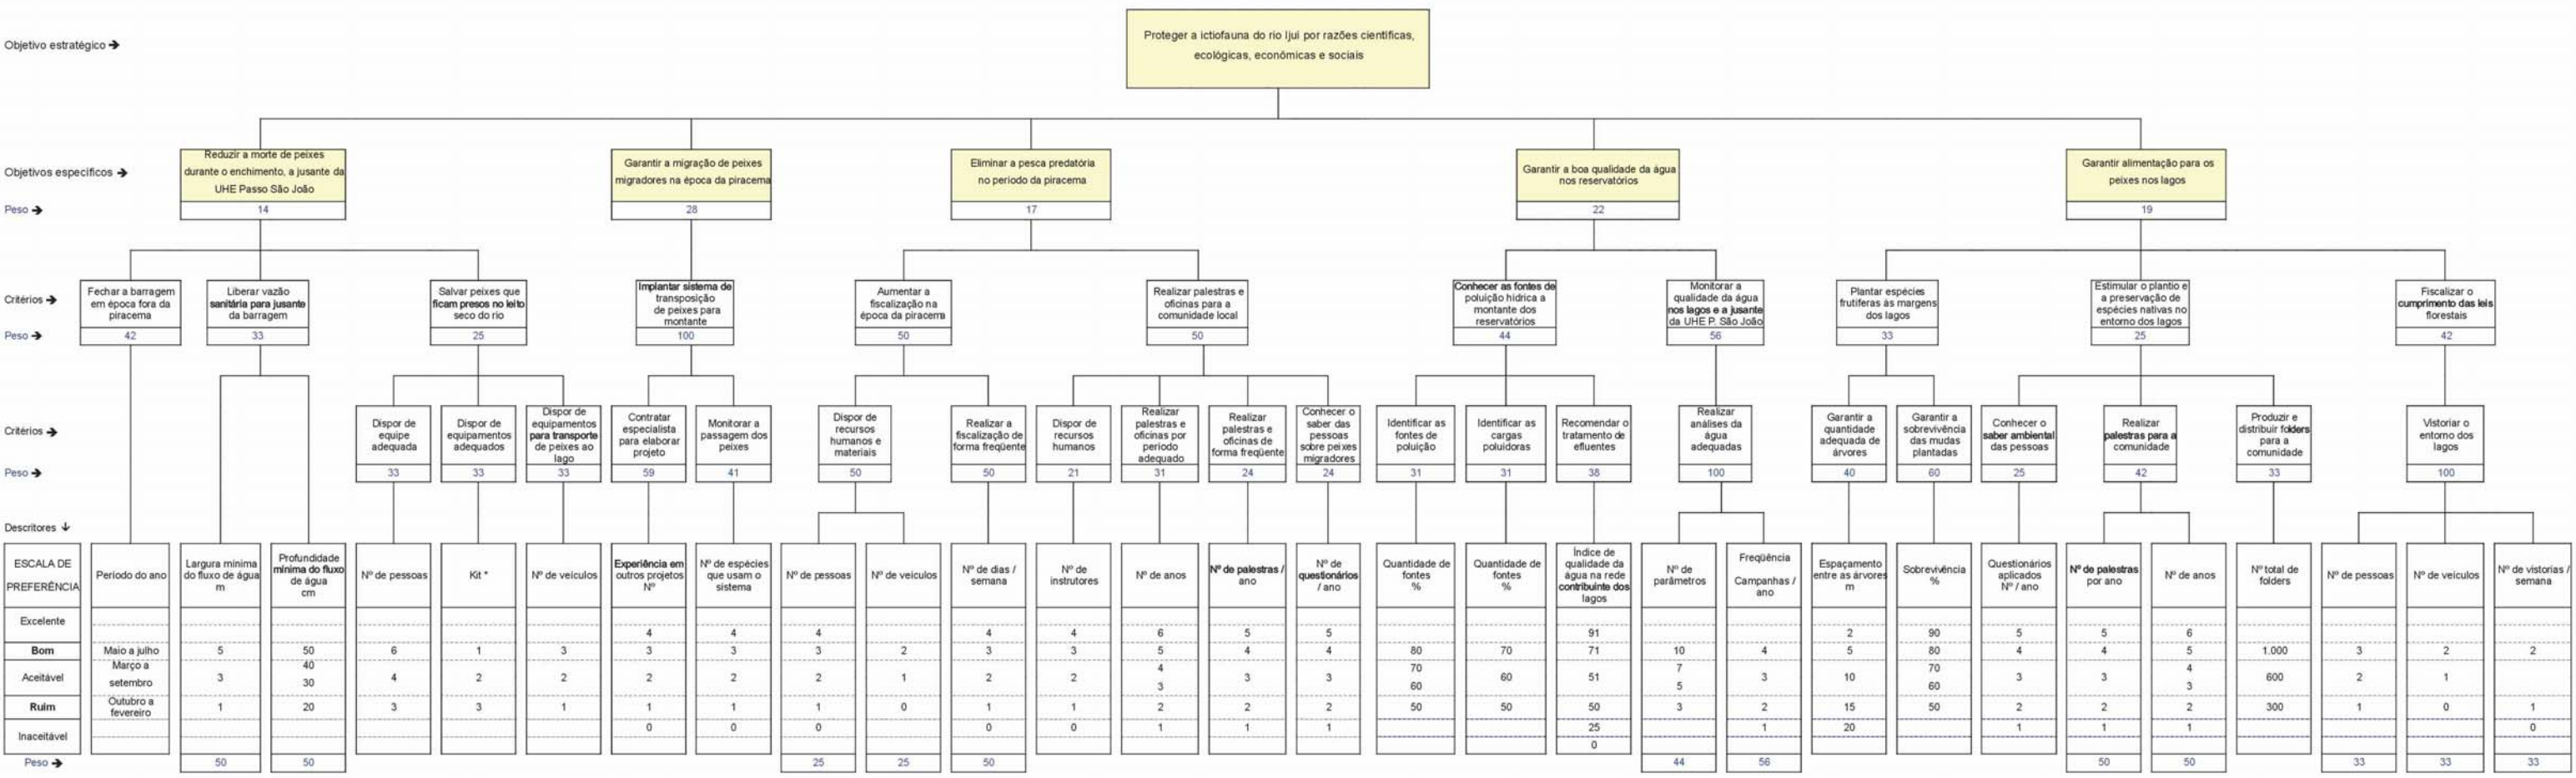 Objetivo estratégico →
Proteger a ictiofauna do rio Ijui por razões científicas,
ecológicas, econômicas e sociais
Objetivos específicos →
Reduzir a morte de peixes
durante o enchimento, a jusante da
UHE Passo São João
Garantir a migração de peixes
migradores na época da piracema
Eliminar a pesca predatória
no período da piracema
Garantir a boa qualidade da água
nos reservatórios
Garantir alimentação para os
peixes nos lagos
Peso →
14
28
17
22
19
Critérios →
Fechar a barragem
em época fora da
piracema
Liberar vazão
sanitária para jusante
da barragem
Salvar peixes que
ficam presos no leito
seco do rio
Implantar sistema de
transposição
de peixes para
montante
Aumentar a
fiscalização na
época da piracema
Realizar palestras e
oficinas para a
comunidade local
Conhecer as fontes de
poluição hídrica a
montante dos
reservatórios
Monitorar a
qualidade da água
nos lagos e a jusante
da UHE P. São João
Plantar espécies
frutíferas às margens
dos lagos
Estimular o plantio e
a preservação de
espécies nativas no
entorno dos lagos
Fiscalizar o
cumprimento das leis
florestais
Peso →
42
33
25
100
50
50
44
56
33
25
42
Critérios →
Dispor de
equipe
adequada
Dispor de
equipamentos
adequados
Dispor de
equipamentos
para transporte
de peixes ao
lago
Contratar
especialista
para elaborar
projeto
Monitorar a
passagem dos
peixes
Dispor de
recursos
humanos e
materiais
Realizar a
fiscalização de
forma freqüente
Dispor de
recursos
humanos
Realizar
palestras e
oficinas por
período
adequado
Realizar
palestras e
oficinas de
forma freqüente
Conhecer o
saber das
pessoas
sobre peixes
migradores
Identificar as
fontes de
poluição
Identificar as
cargas
poluidoras
Recomendar o
tratamento de
efluentes
Realizar
análises da
água
adequadas
Garantir a
quantidade
adequada de
árvores
Garantir a
sobrevivência
das mudas
plantadas
Conhecer o
saber ambiental
das pessoas
Realizar
palestras para a
comunidade
Produzir e
distribuir folders
para a
comunidade
Vistoriar o
entorno dos
lagos
Peso →
33
33
33
59
41
50
50
21
31
24
24
31
31
38
100
40
60
25
42
33
100
Descritores ↓
ESCALA DE
PREFERÊNCIA
Período do ano
Largura mínima
do fluxo de água
m
Profundidade
mínima do fluxo
de água
cm
Nº de pessoas
Kit *
Nº de veículos
Experiência em
outros projetos
Nº
Nº de espécies
que usam o
sistema
Nº de pessoas
Nº de veículos
Nº de dias /
semana
Nº de
instrutores
Nº de anos
Nº de palestras /
ano
Nº de
questionários
/ ano
Quantidade de
fontes
%
Quantidade de
fontes
%
Índice de
qualidade da
água na rede
contribuinte dos
lagos
Nº de
parâmetros
Freqüência
Campanhas /
ano
Espaçamento
entre as árvores
m
Sobrevivência
%
Questionários
aplicados
Nº / ano
Nº de palestras
por ano
Nº de anos
Nº total de
folders
Nº de pessoas
Nº de veículos
Nº de vistorias /
semana
Excelente
4 4 4 4 4 6 5 5 91 2 90 5 5 6
Bom Maio a julho 5 50 6 1 3 3 3 3 2 3 3 5 4 4 80 70 71 10 4 5 80 4 4 5 1.000 3 2 2
Março a 40 4 70 7 70 4
Aceitável setembro 3 30 4 2 2 2 2 2 1 2 2 3 3 3 60 60 51 5 3 10 60 3 3 3 600 2 1
Ruim Outubro a
fevereiro 1 20 3 3 1 1 1 1 0 1 1 2 2 2 50 50 50 3 2 15 50 2 2 2 300 1 0 1
0 0 0 0 0 1 1 1 25 1 20 1 1 1 0
Inaceitável
0
Peso → 50 50 25 25 50 44 56 50 50 33 33 33